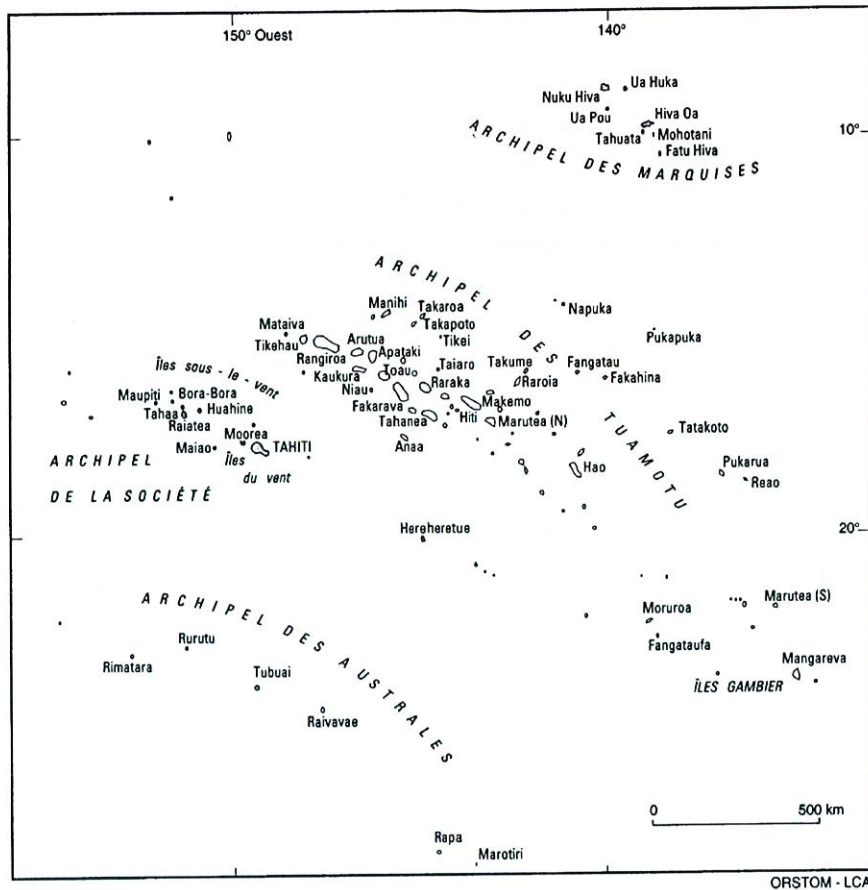 150° Ouest
140°
Ua Huka
Nuku Hiva
Hiva Oa
Ua Pou
10°
Mohotani
Tahuata
Fatu Hiva
ARCHIPEL DES MARQUISES
ARCHIPEL DES TUAMOTU
Manihi
Takaroa
Napuka
Takapoto
Mataiva
Tikei
Pukapuka
Tikehau
Arutua
Rangiroa
Apataki
Îles sous-le-vent
Kaukura
Toau
Taiaro
Takume
Fangatau
Raroia
Fakahina
Raraka
Niau
Maupiti
Bora-Bora
Makemo
Tahaa
Huahine
Fakarava
Hiti
Raiatea
Tahanea
Marutea (N)
Tatakoto
Moorea
Maiao
TAHITI
Anaa
Îles
du vent
Hao
Pukarua
Reao
ARCHIPEL
DE LA SOCIÉTÉ
Hereheretue
20°
ARCHIPEL DES AUSTRALES
Marutea (S)
Moruroa
Rurutu
Fangataufa
Rimatara
Mangareva
Tubuai
ÎLES GAMBIER
Raivavae
0
500 km
Rapa
Marotiri
ORSTOM - LCA